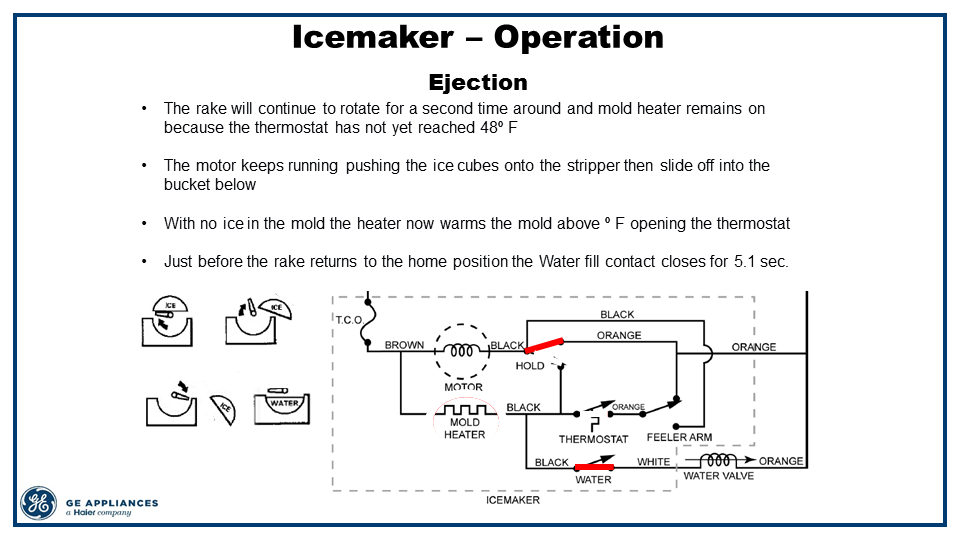 Icemaker – Operation
Ejection
• The rake will continue to rotate for a second time around and mold heater remains on
because the thermostat has not yet reached 48º F
• The motor keeps running pushing the ice cubes onto the stripper then slide off into the
bucket below
• With no ice in the mold the heater now warms the mold above º F opening the thermostat
• Just before the rake returns to the home position the Water fill contact closes for 5.1 sec.
ICE
ICE
ICE
WATER
T.C.O.
BLACK
ORANGE
BROWN
BLACK
ORANGE
HOLD
MOTOR
BLACK
ORANGE
MOLD
HEATER
THERMOSTAT
FEELER ARM
BLACK
WHITE
ORANGE
WATER
WATER VALVE
ICEMAKER
GE
GE APPLIANCES
a Haier company